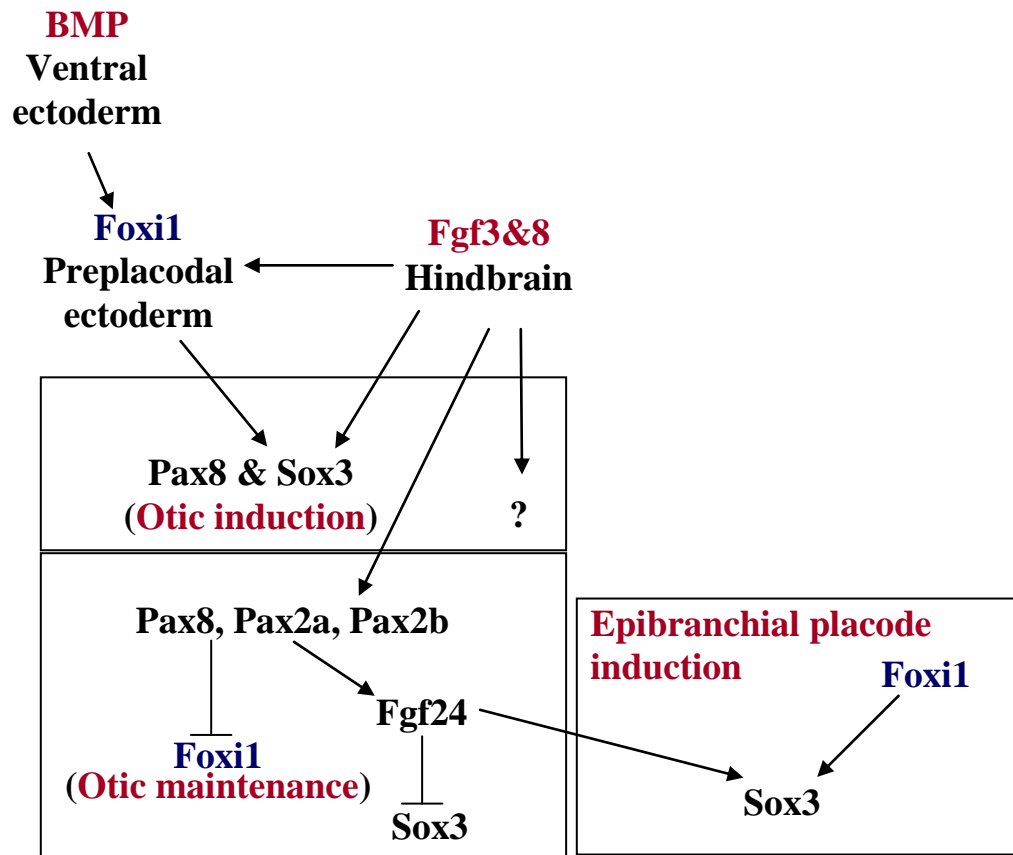 BMP
Ventral
ectoderm
Foxi1
Preplacodal
ectoderm
Fgf3&8
Hindbrain
Pax8 & Sox3
(Otic induction)
?
Pax8, Pax2a, Pax2b
Fgf24
Foxi1
(Otic maintenance)
Sox3
Epibranchial placode
induction
Foxi1
Sox3